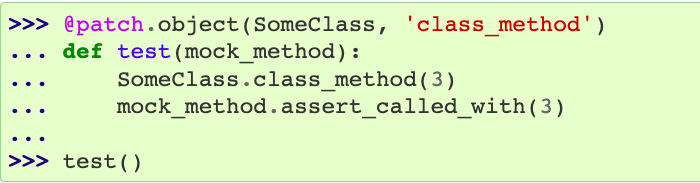 >>> @patch.object(SomeClass, 'class_method')
... def test(mock_method):
...     SomeClass.class_method(3)
...     mock_method.assert_called_with(3)
...
>>> test()